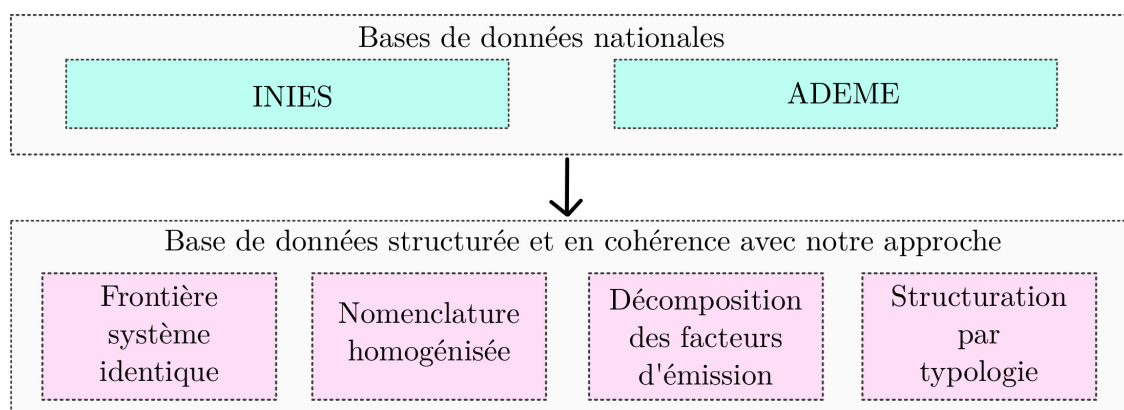 Bases de données nationales
INIES
ADEME
Base de données structurée et en cohérence avec notre approche
Frontière
système
identique
Nomenclature
homogénisée
Décomposition
des facteurs
d'émission
Structuration
par
typologie